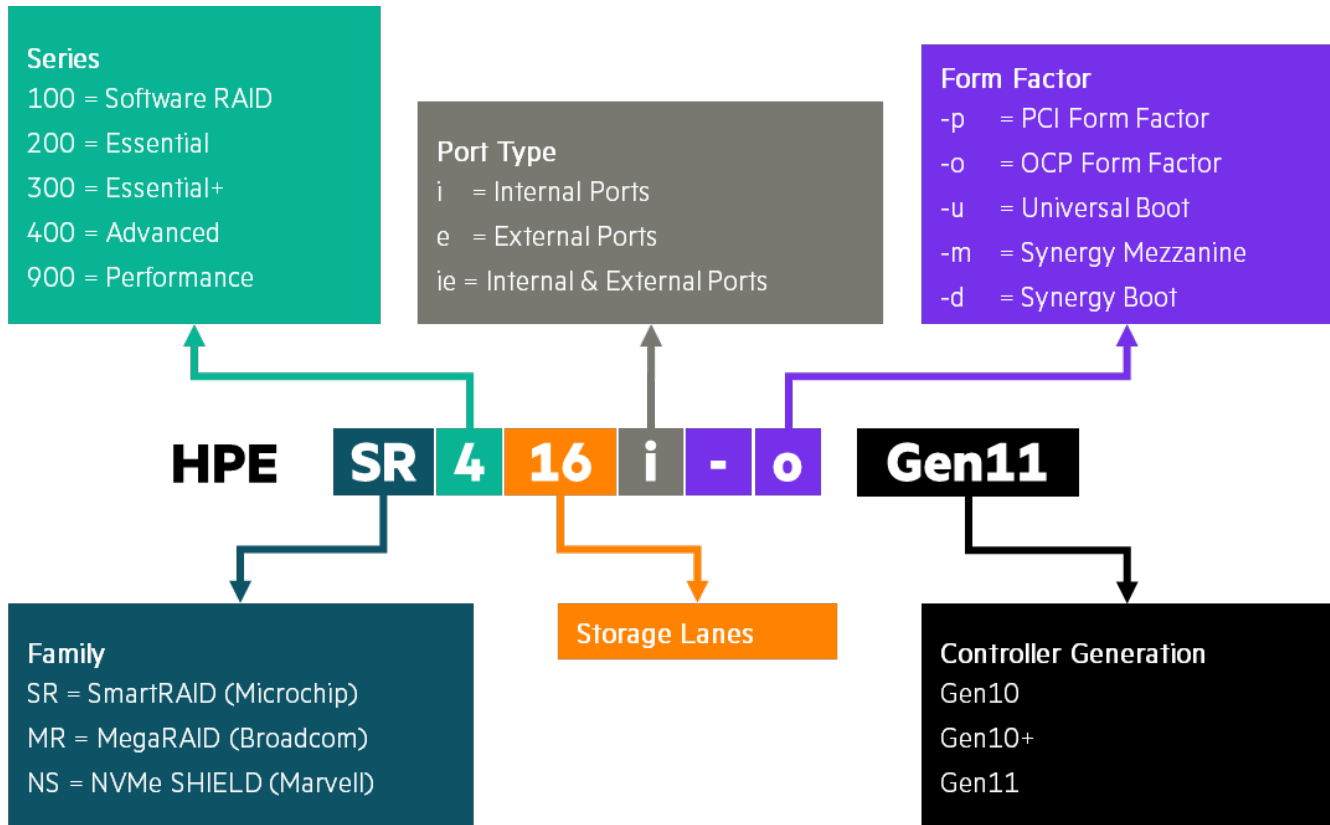 Series
100 = Software RAID
200 = Essential
300 = Essential+
400 = Advanced
900 = Performance
Port Type
i = Internal Ports
e = External Ports
ie = Internal & External Ports
Form Factor
-p = PCI Form Factor
-o = OCP Form Factor
-u = Universal Boot
-m = Synergy Mezzanine
-d = Synergy Boot
HPE SR 4 16 i - o Gen11
Family
SR = SmartRAID (Microchip)
MR = MegaRAID (Broadcom)
NS = NVMe SHIELD (Marvell)
Storage Lanes
Controller Generation
Gen10
Gen10+
Gen11